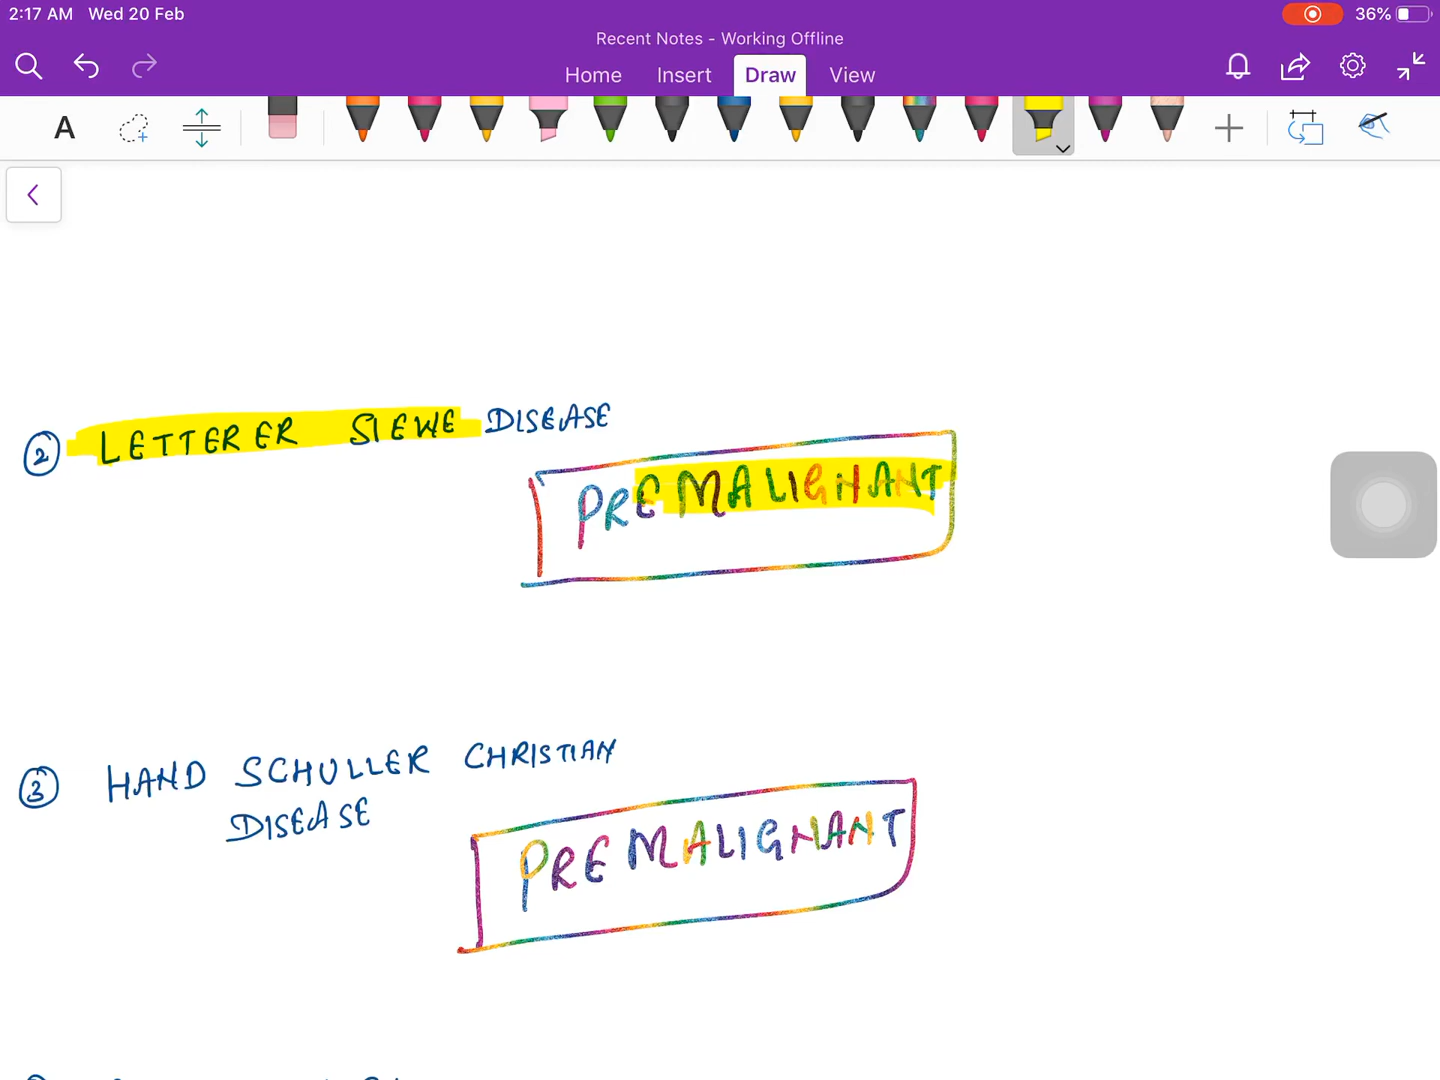 2:17 AM Wed 20 Feb
36%
Recent Notes - Working Offline
Home Insert Draw View
A
2 LETTERER SIEWE DISEASE
PREMALIGNANT
3 HAND SCHULLER CHRISTIAN
DISEASE
PREMALIGNANT